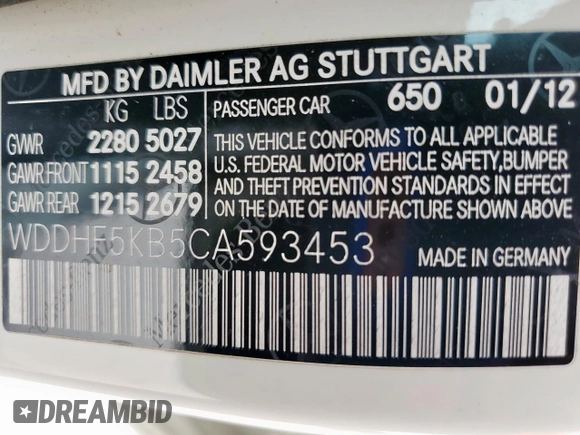 MFD BY DAIMLER AG STUTTGART
KG LBS PASSENGER CAR 650 01/12
GVWR 2280 5027
GAWR FRONT 1115 2458
GAWR REAR 1215 2679
THIS VEHICLE CONFORMS TO ALL APPLICABLE
U.S. FEDERAL MOTOR VEHICLE SAFETY,BUMPER
AND THEFT PREVENTION STANDARDS IN EFFECT
ON THE DATE OF MANUFACTURE SHOWN ABOVE.
WDDHF5KB5CA593453 MADE IN GERMANY
DREAMBID